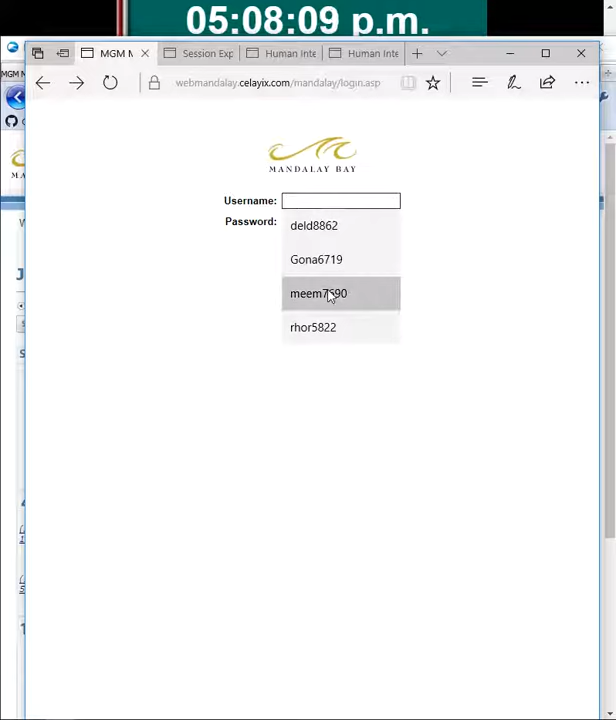 05:08:09 p.m.
MGM M
Session Exp
Human Inte
Human Inte
webmandalay.celayix.com/mandalay/login.asp
MANDALAY BAY
Username:
Password:
deld8862
Gona6719
meem7690
rhor5822